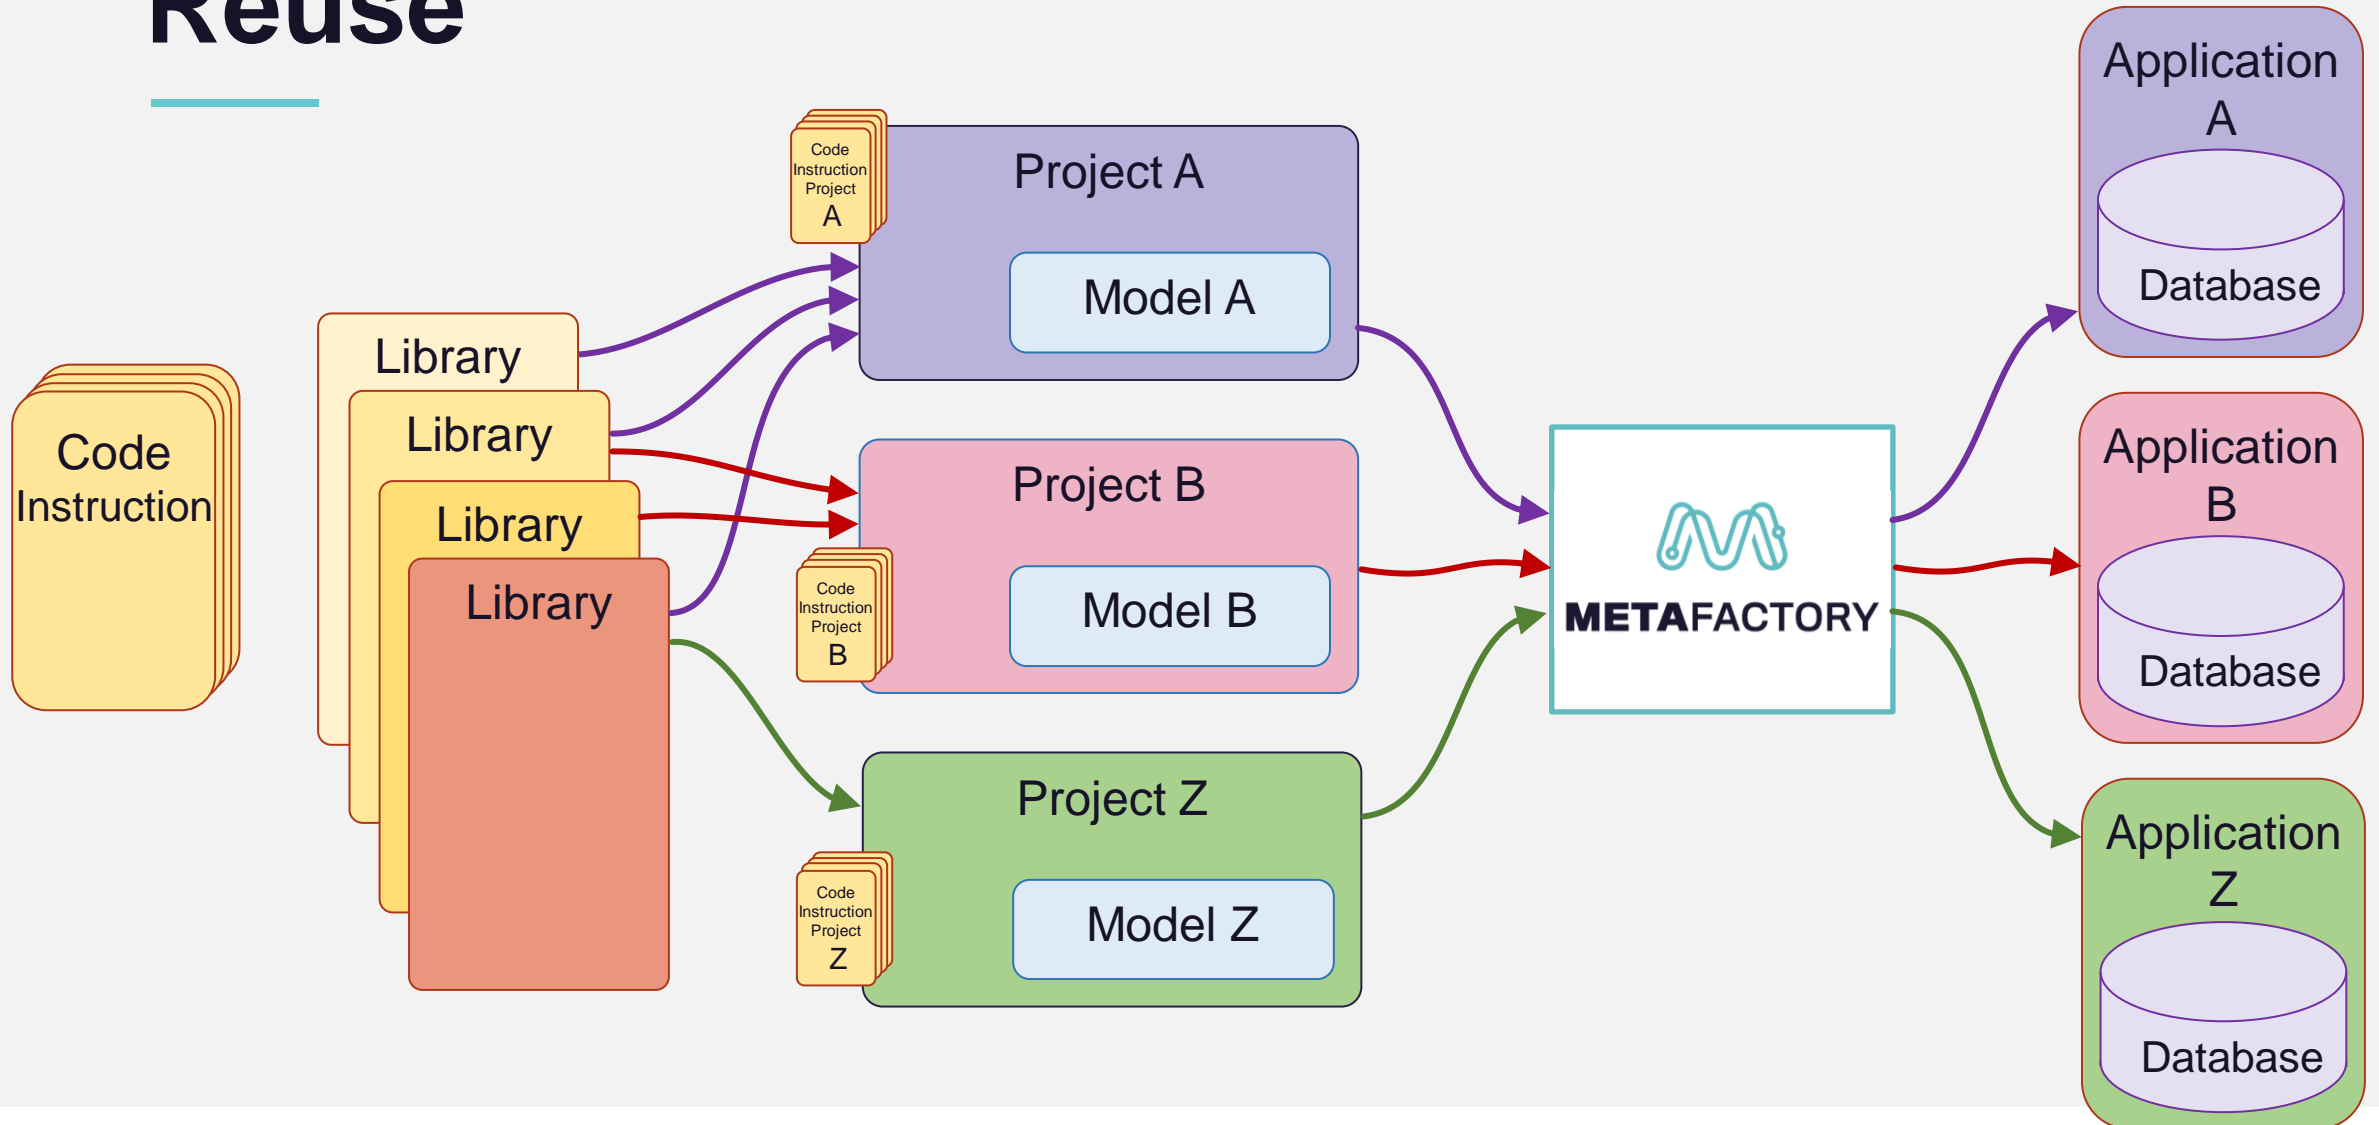 Reuse
Code
Instruction
Library
Library
Library
Library
Code
Instruction
Project
A
Project A
Model A
Project B
Code
Instruction
Project
B
Model B
Project Z
Code
Instruction
Project
Z
Model Z
METAFACTORY
Application
A
Database
Application
B
Database
Application
Z
Database